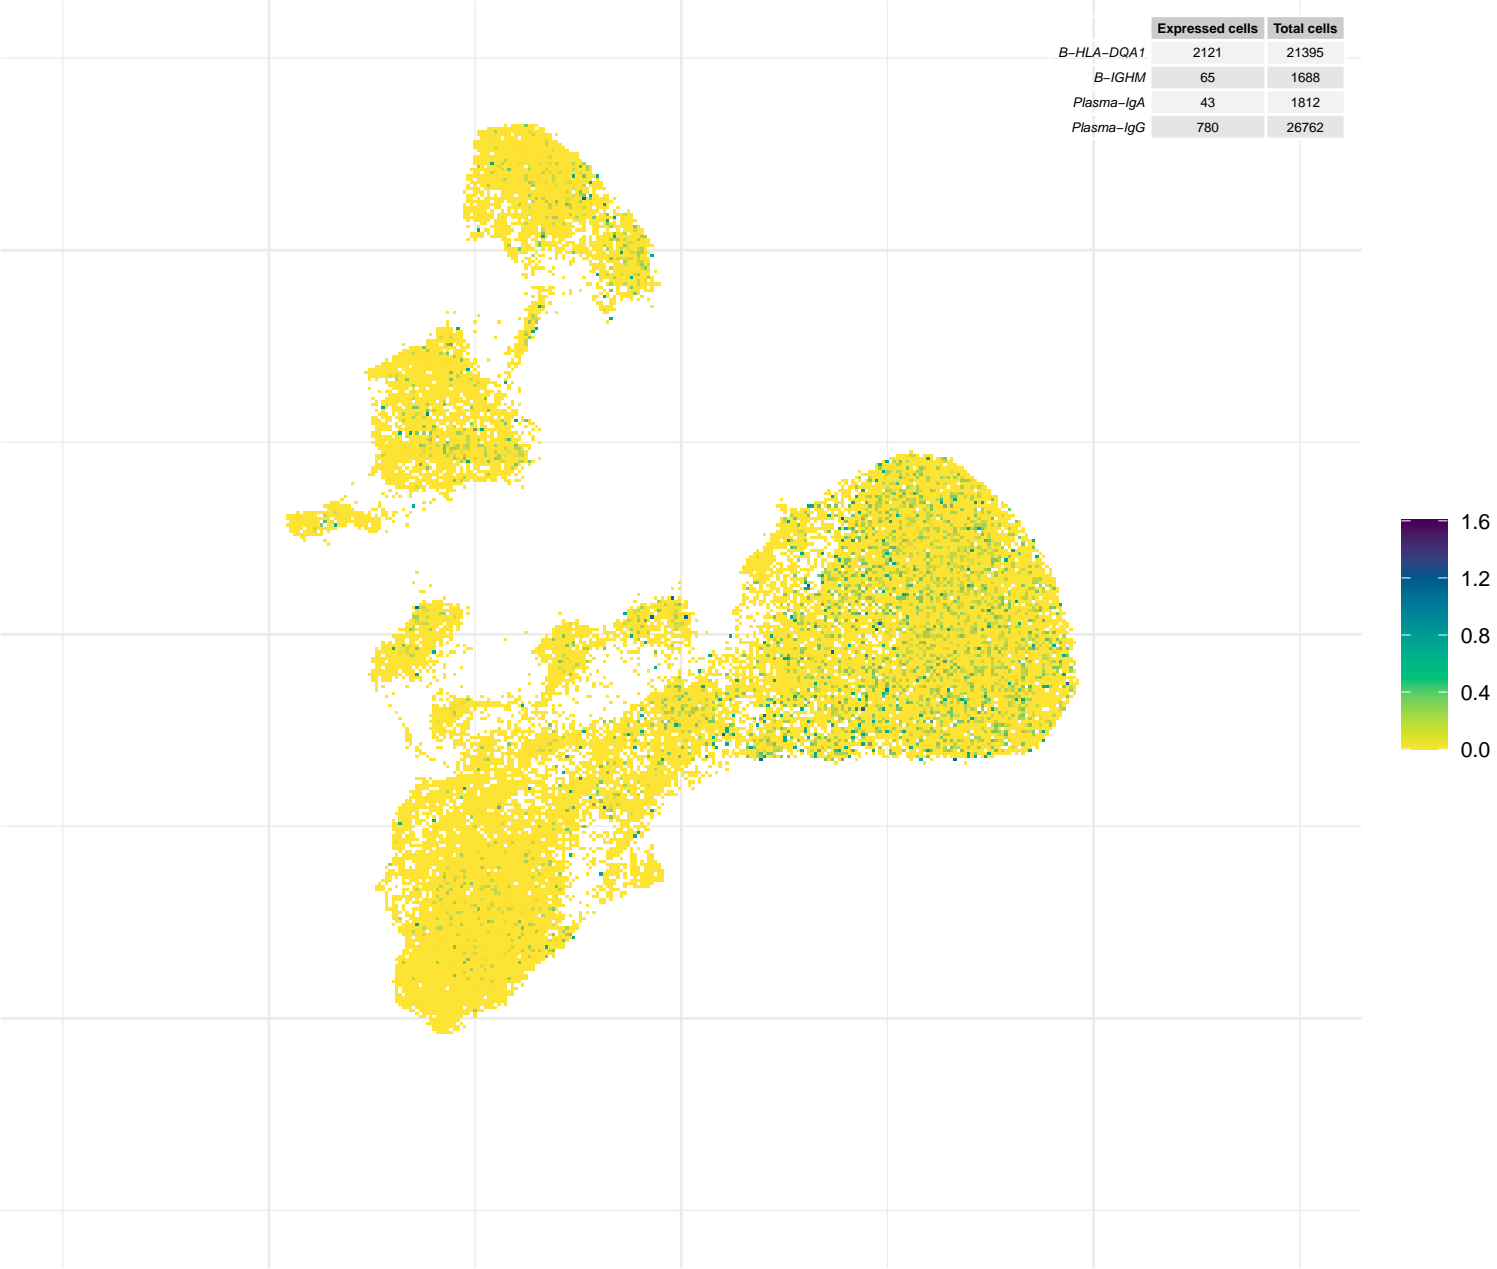 Expressed cells Total cells
B−HLA−DQA1 2121 21395
B−IGHM 65 1688
Plasma−IgA 43 1812
Plasma−IgG 780 26762
1.6
1.2
0.8
0.4
0.0